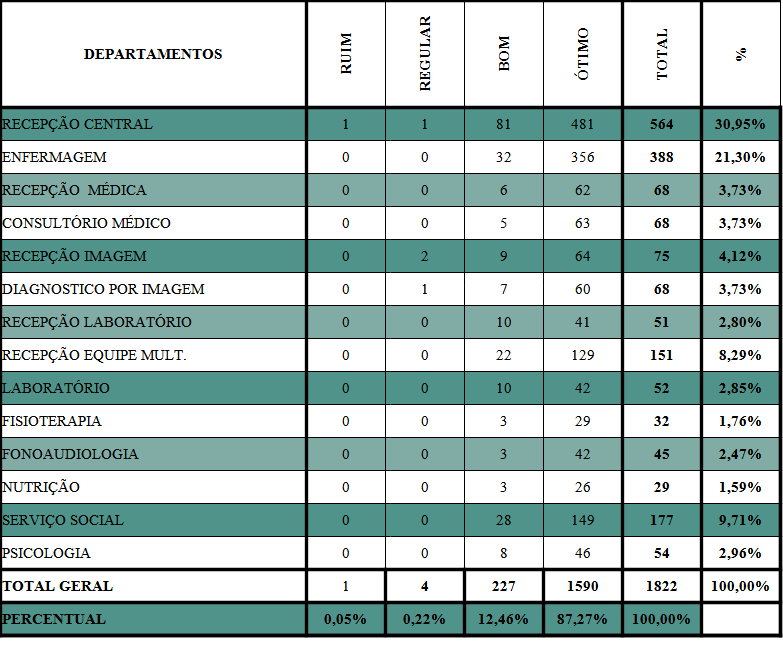 DEPARTAMENTOS RUIM REGULAR BOM ÓTIMO TOTAL %
RECEPÇÃO CENTRAL 1 1 81 481 564 30,95%
ENFERMAGEM 0 0 32 356 388 21,30%
RECEPÇÃO MÉDICA 0 0 6 62 68 3,73%
CONSULTÓRIO MÉDICO 0 0 5 63 68 3,73%
RECEPÇÃO IMAGEM 0 2 9 64 75 4,12%
DIAGNOSTICO POR IMAGEM 0 1 7 60 68 3,73%
RECEPÇÃO LABORATÓRIO 0 0 10 41 51 2,80%
RECEPÇÃO EQUIPE MULT. 0 0 22 129 151 8,29%
LABORATÓRIO 0 0 10 42 52 2,85%
FISIOTERAPIA 0 0 3 29 32 1,76%
FONOAUDIOLOGIA 0 0 3 42 45 2,47%
NUTRIÇÃO 0 0 3 26 29 1,59%
SERVIÇO SOCIAL 0 0 28 149 177 9,71%
PSICOLOGIA 0 0 8 46 54 2,96%
TOTAL GERAL 1 4 227 1590 1822 100,00%
PERCENTUAL 0,05% 0,22% 12,46% 87,27% 100,00%